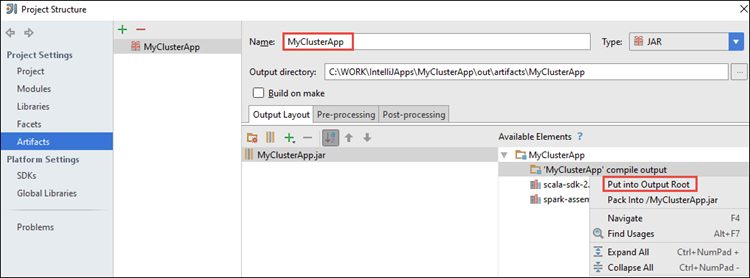 Project Structure
Project Settings
Project
Modules
Libraries
Facets
Artifacts
Platform Settings
SDKs
Global Libraries
Problems
MyClusterApp
Name: MyClusterApp
Type: JAR
Output directory: C:\WORK\IntelliJApps\MyClusterApp\out\artifacts\MyClusterApp
...
Build on make
Output Layout Pre-processing Post-processing
Available Elements ?
MyClusterApp.jar
MyClusterApp
'MyClusterApp' compile output
scala-sdk-2.
spark-assem
Put into Output Root
Pack Into /MyClusterApp.jar
Navigate F4
Find Usages Alt+F7
Expand All Ctrl+NumPad +
Collapse All Ctrl+NumPad -